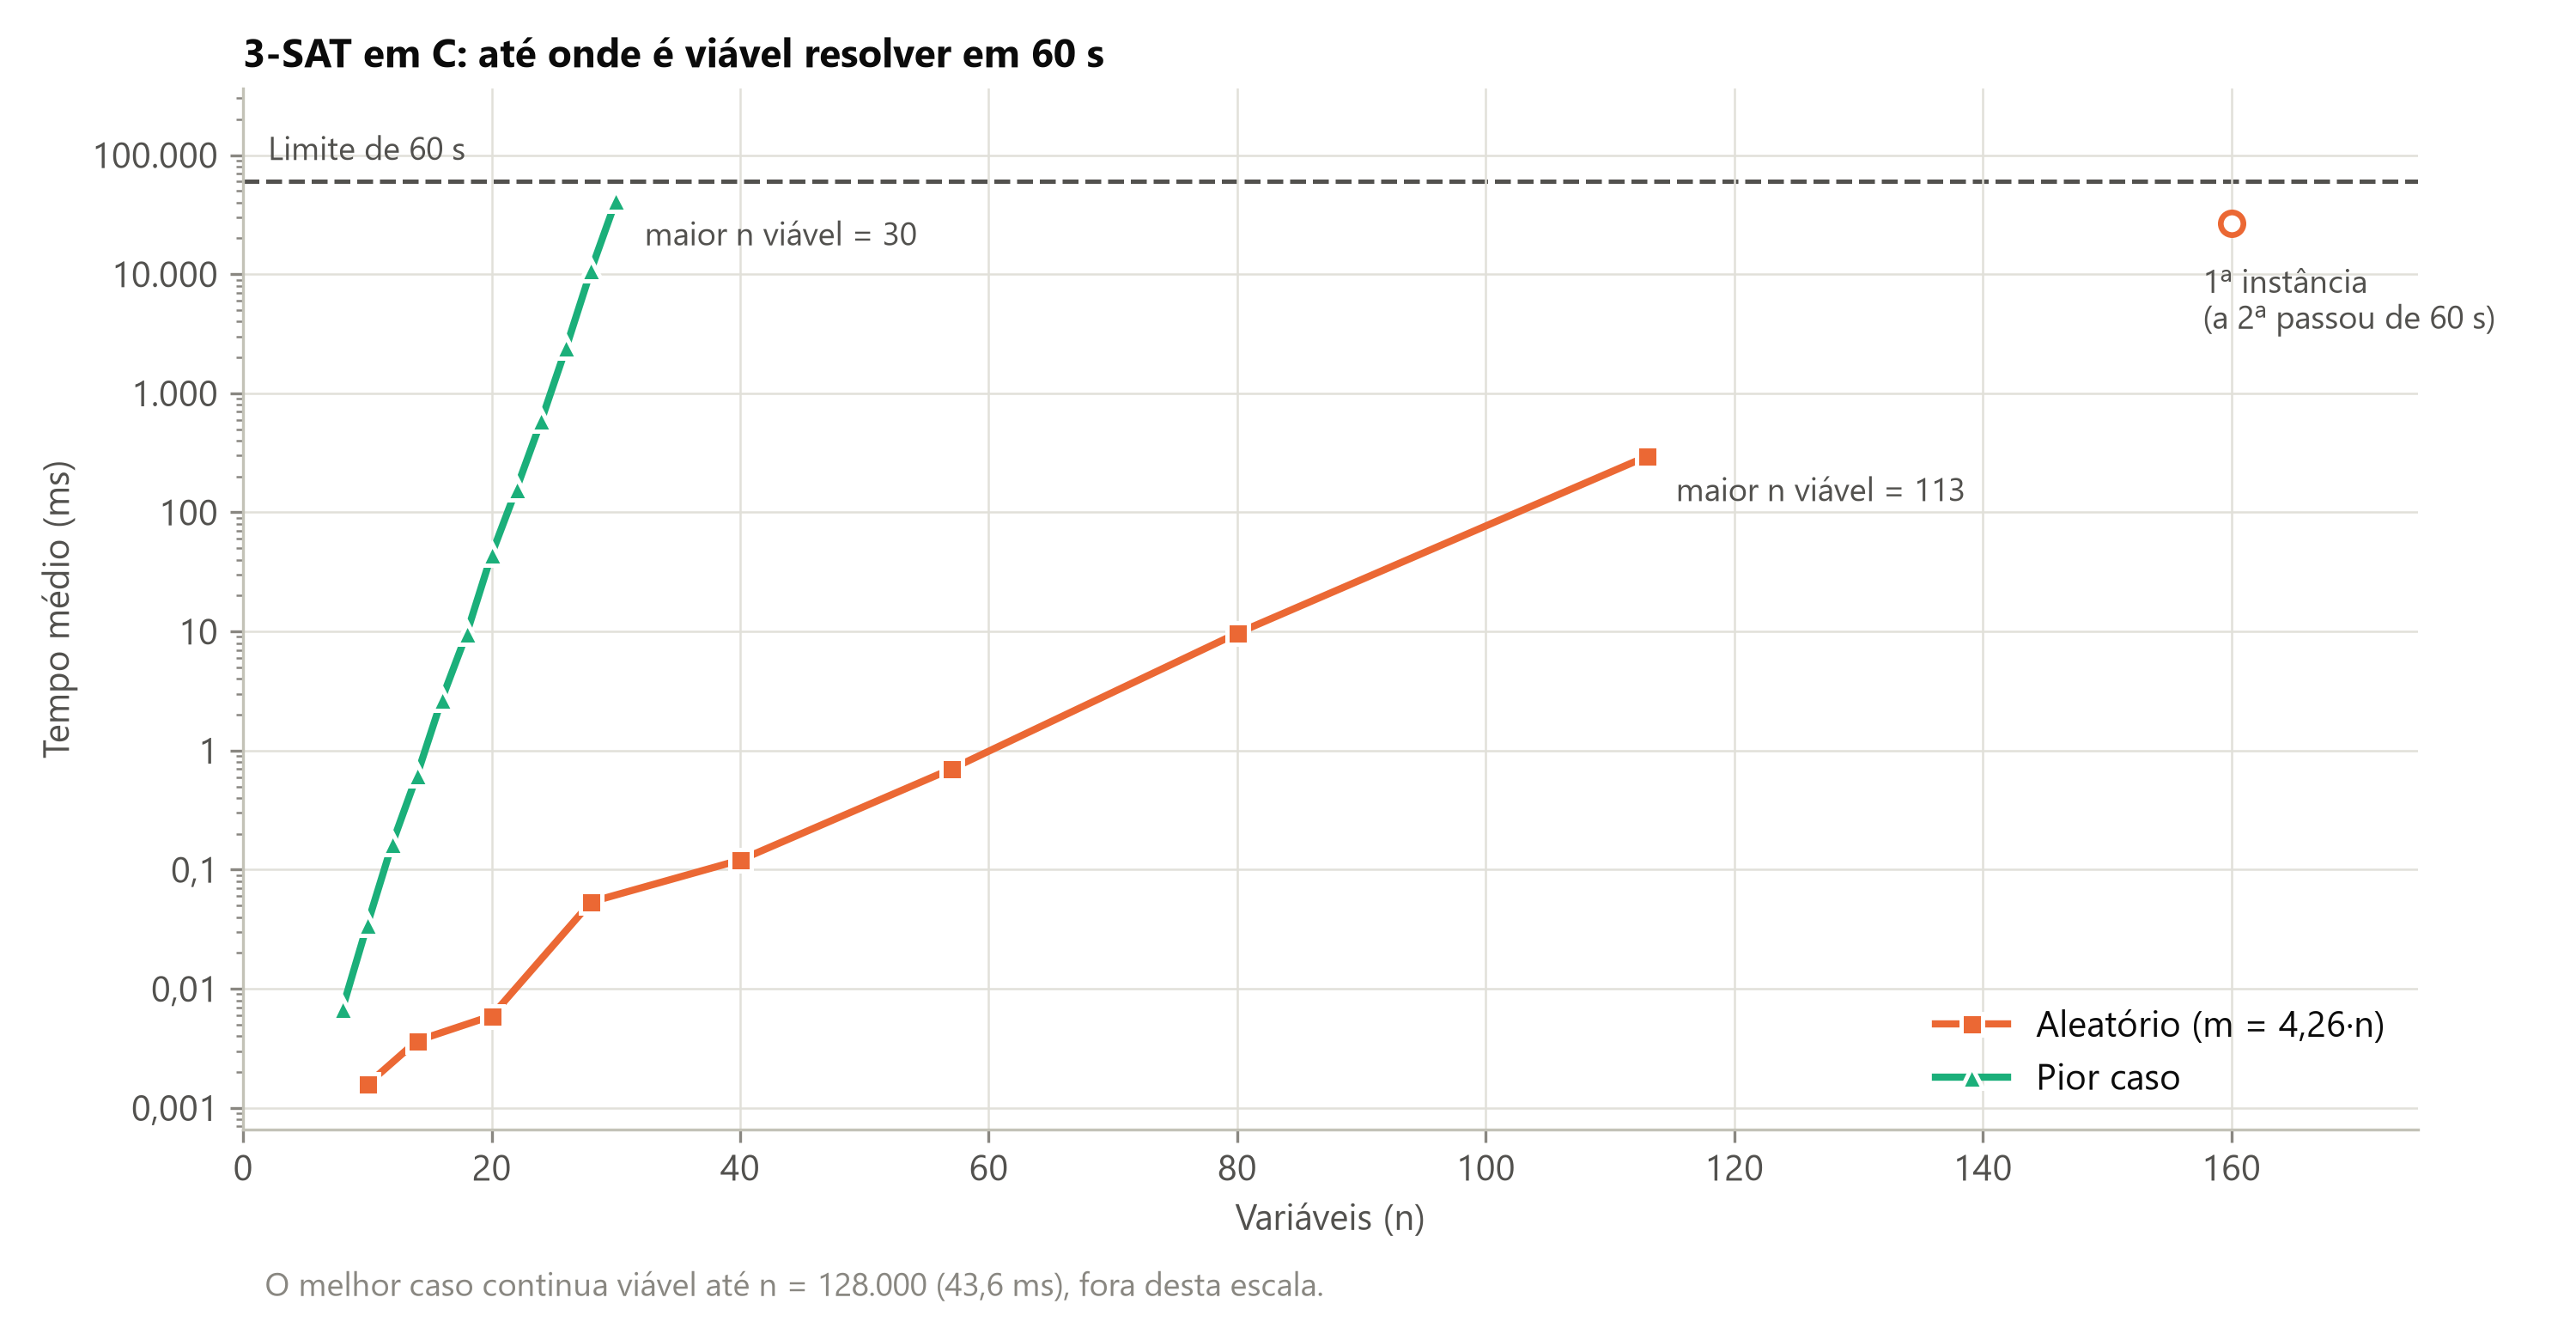 3-SAT em C: até onde é viável resolver em 60 s
Limite de 60 s
100.000
10.000
1.000
100
10
1
0,1
0,01
0,001
Tempo médio (ms)
maior n viável = 30
1ª instância
(a 2ª passou de 60 s)
maior n viável = 113
Aleatório (m = 4,26·n)
Pior caso
0 20 40 60 80 100 120 140 160
Variáveis (n)
O melhor caso continua viável até n = 128.000 (43,6 ms), fora desta escala.